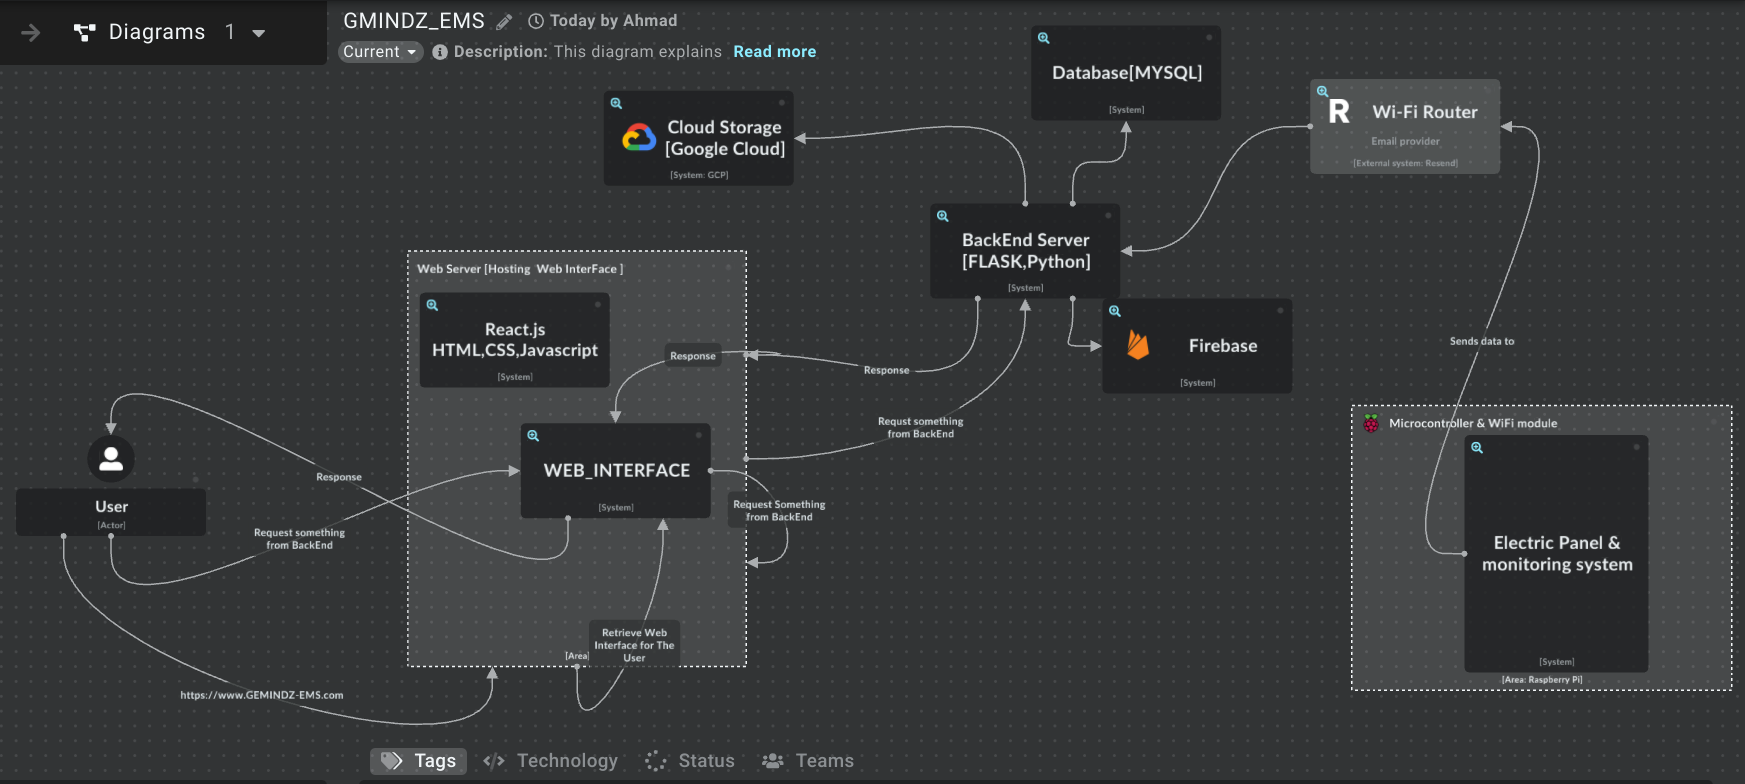 Diagrams 1
GMINDZ_EMS
Today by Ahmad
Current
Description: This diagram explains Read more
Cloud Storage
[Google Cloud]
[System: GCP]
Database[MYSQL]
[System]
R
Wi-Fi Router
Email provider
[External system: Resend]
BackEnd Server
[FLASK,Python]
[System]
Firebase
[System]
Web Server [Hosting Web InterFace ]
React.js
HTML,CSS,Javascript
[System]
Response
Response
Requst something
from BackEnd
Sends data to
Microcontroller & WiFi module
Electric Panel &
monitoring system
[System]
[Area: Raspberry Pi]
WEB_INTERFACE
[System]
Request Something
from BackEnd
User
[Actor]
Response
Request something
from BackEnd
Retrieve Web
Interface for The
User
[Area]
https://www.GEMINDZ-EMS.com
Tags
Technology
Status
Teams